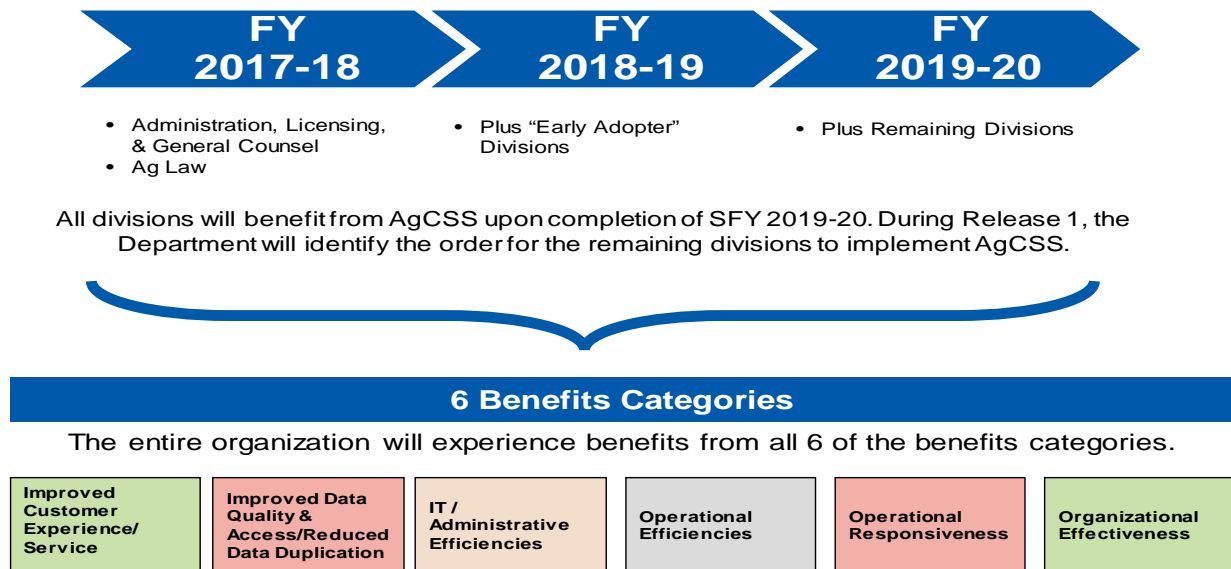 FY
2017-18
FY
2018-19
FY
2019-20
• Administration, Licensing,
& General Counsel
• Ag Law
• Plus “Early Adopter”
Divisions
• Plus Remaining Divisions
All divisions will benefit from AgCSS upon completion of SFY 2019-20. During Release 1, the
Department will identify the order for the remaining divisions to implement AgCSS.
6 Benefits Categories
The entire organization will experience benefits from all 6 of the benefits categories.
Improved
Customer
Experience/
Service
Improved Data
Quality &
Access/Reduced
Data Duplication
IT /
Administrative
Efficiencies
Operational
Efficiencies
Operational
Responsiveness
Organizational
Effectiveness